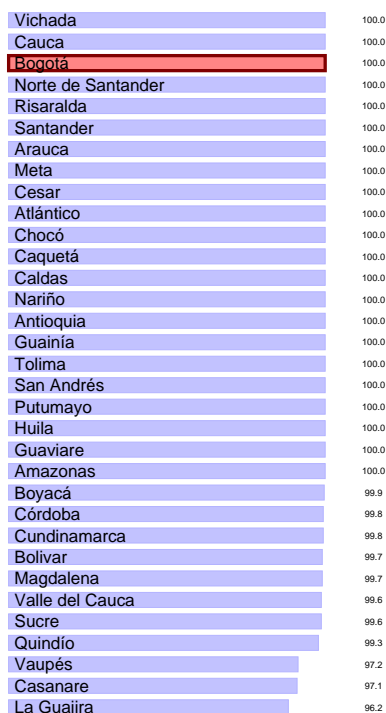 Vichada 100.0
Cauca 100.0
Bogotá 100.0
Norte de Santander 100.0
Risaralda 100.0
Santander 100.0
Arauca 100.0
Meta 100.0
Cesar 100.0
Atlántico 100.0
Chocó 100.0
Caquetá 100.0
Caldas 100.0
Nariño 100.0
Antioquia 100.0
Guainía 100.0
Tolima 100.0
San Andrés 100.0
Putumayo 100.0
Huila 100.0
Guaviare 100.0
Amazonas 100.0
Boyacá 99.9
Córdoba 99.8
Cundinamarca 99.8
Bolivar 99.7
Magdalena 99.7
Valle del Cauca 99.6
Sucre 99.6
Quindío 99.3
Vaupés 97.2
Casanare 97.1
La Guajira 96.2